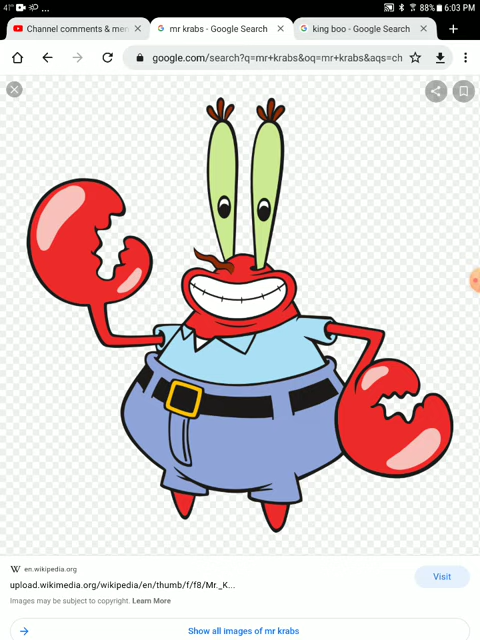 41° ... 88% 6:03 PM
Channel comments & me
mr krabs - Google Search
king boo - Google Search
google.com/search?q=mr+krabs&oq=mr+krabs&aqs=ch
W en.wikipedia.org
upload.wikimedia.org/wikipedia/en/thumb/f/f8/Mr._K...
Visit
Images may be subject to copyright. Learn More
Show all images of mr krabs